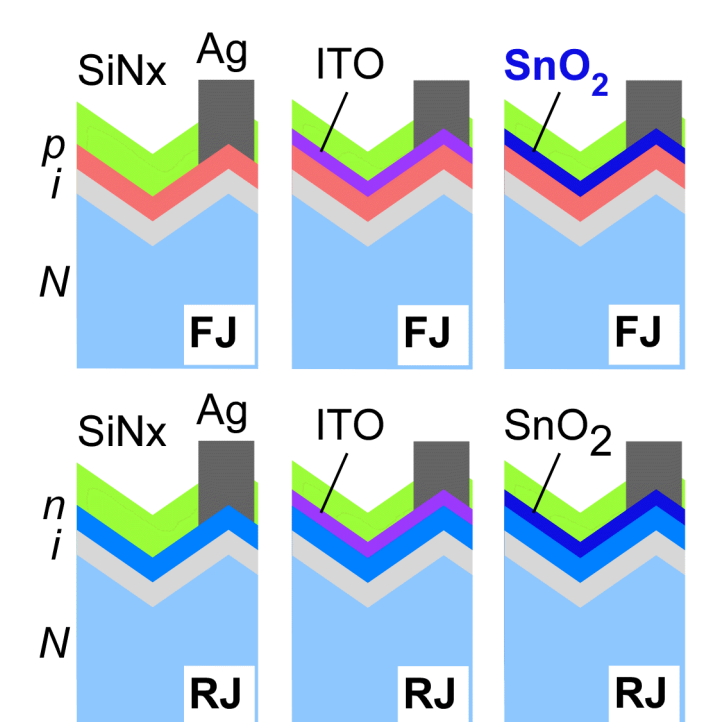 SiNx Ag ITO SnO₂
p
i
N
FJ FJ FJ
SiNx Ag ITO SnO₂
n
i
N
RJ RJ RJ